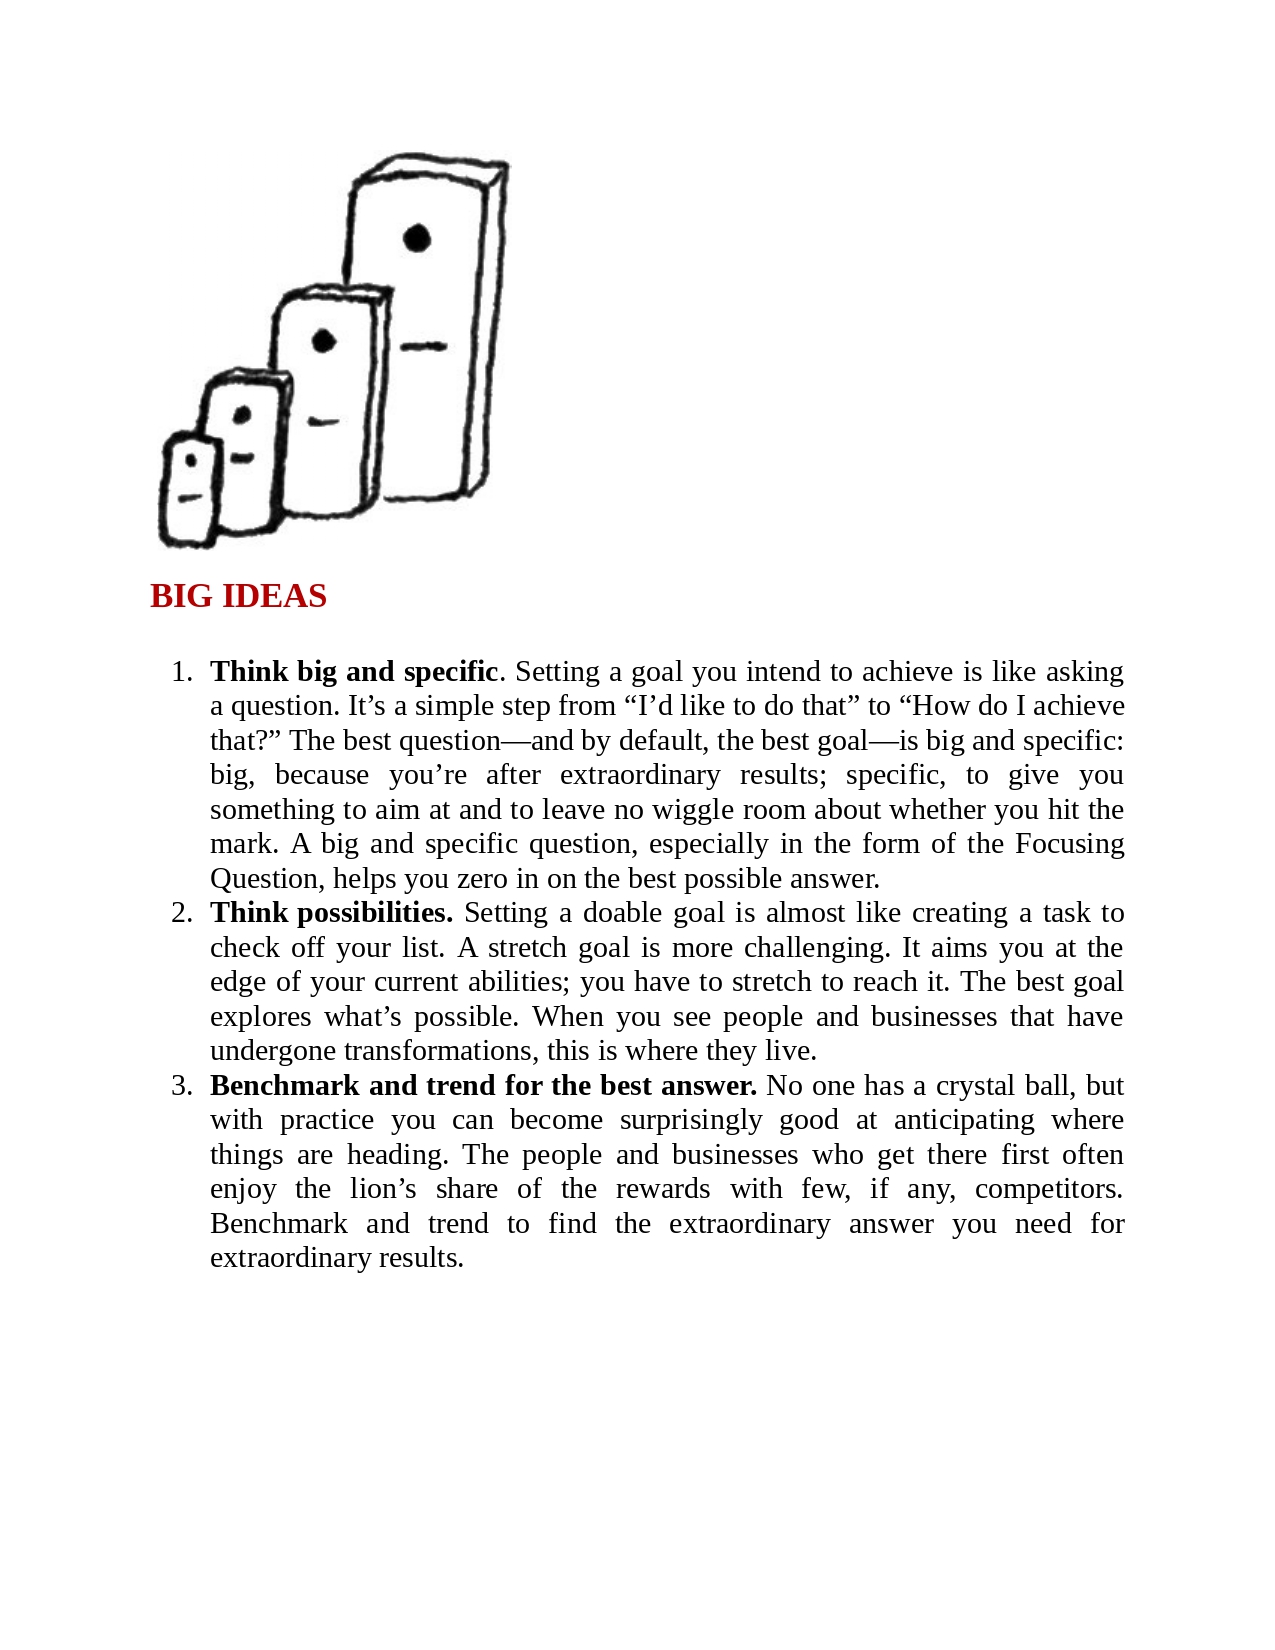 BIG IDEAS
1. Think big and specific. Setting a goal you intend to achieve is like asking
a question. It’s a simple step from “I’d like to do that” to “How do I achieve
that?” The best question—and by default, the best goal—is big and specific:
big, because you’re after extraordinary results; specific, to give you
something to aim at and to leave no wiggle room about whether you hit the
mark. A big and specific question, especially in the form of the Focusing
Question, helps you zero in on the best possible answer.
2. Think possibilities. Setting a doable goal is almost like creating a task to
check off your list. A stretch goal is more challenging. It aims you at the
edge of your current abilities; you have to stretch to reach it. The best goal
explores what’s possible. When you see people and businesses that have
undergone transformations, this is where they live.
3. Benchmark and trend for the best answer. No one has a crystal ball, but
with practice you can become surprisingly good at anticipating where
things are heading. The people and businesses who get there first often
enjoy the lion’s share of the rewards with few, if any, competitors.
Benchmark and trend to find the extraordinary answer you need for
extraordinary results.